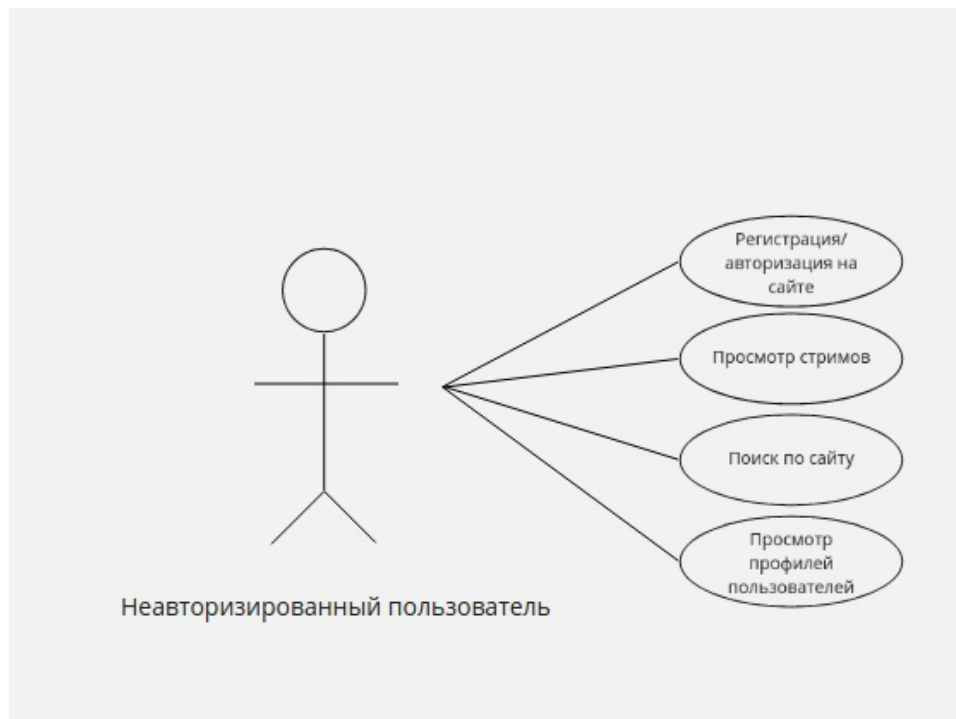 Регистрация/
авторизация на
сайте
Просмотр стримов
Поиск по сайту
Просмотр
профилей
пользователей
Неавторизированный пользователь